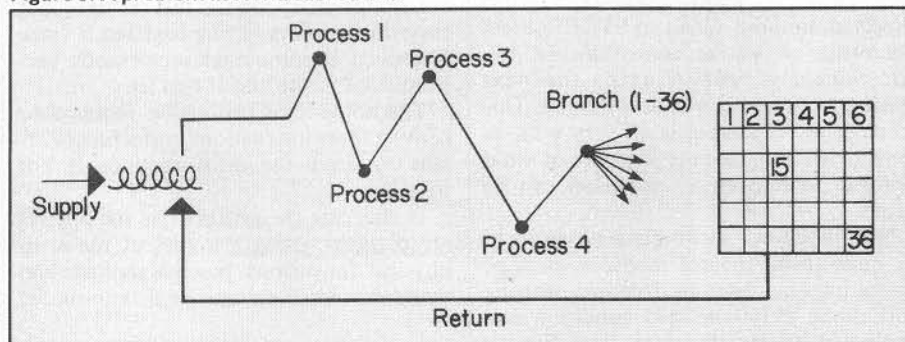 Process
Process 3
Branch (1-36)
1 2 3 4 5 6
15
Process 2
Supply
36
Process 4
Return